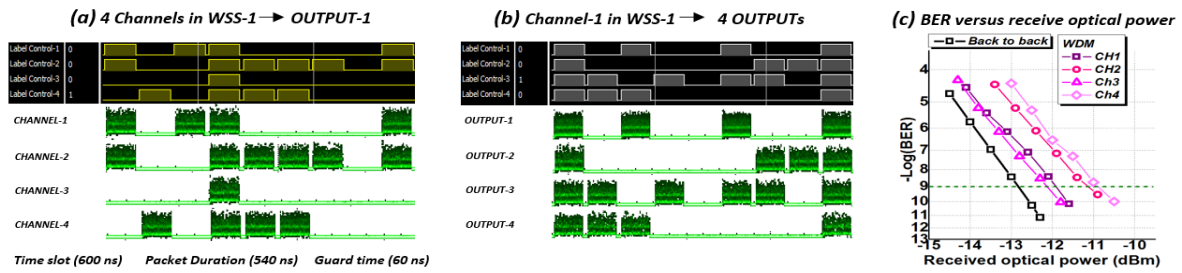 (a) 4 Channels in WSS-1 → OUTPUT-1
Label Control-1 0
Label Control-2 0
Label Control-3 0
Label Control-4 1
CHANNEL-1
CHANNEL-2
CHANNEL-3
CHANNEL-4
Time slot (600 ns) Packet Duration (540 ns) Guard time (60 ns)
(b) Channel-1 in WSS-1 → 4 OUTPUTs
Label Control-1 0
Label Control-2 0
Label Control-3 1
Label Control-4 1
OUTPUT-1
OUTPUT-2
OUTPUT-3
OUTPUT-4
(c) BER versus receive optical power
Back to back
WDM
CH1
CH2
Ch3
Ch4
-Log(BER)
4
5
6
7
8
9
10
11
12
13
-15 -14 -13 -12 -11 -10
Received optical power (dBm)